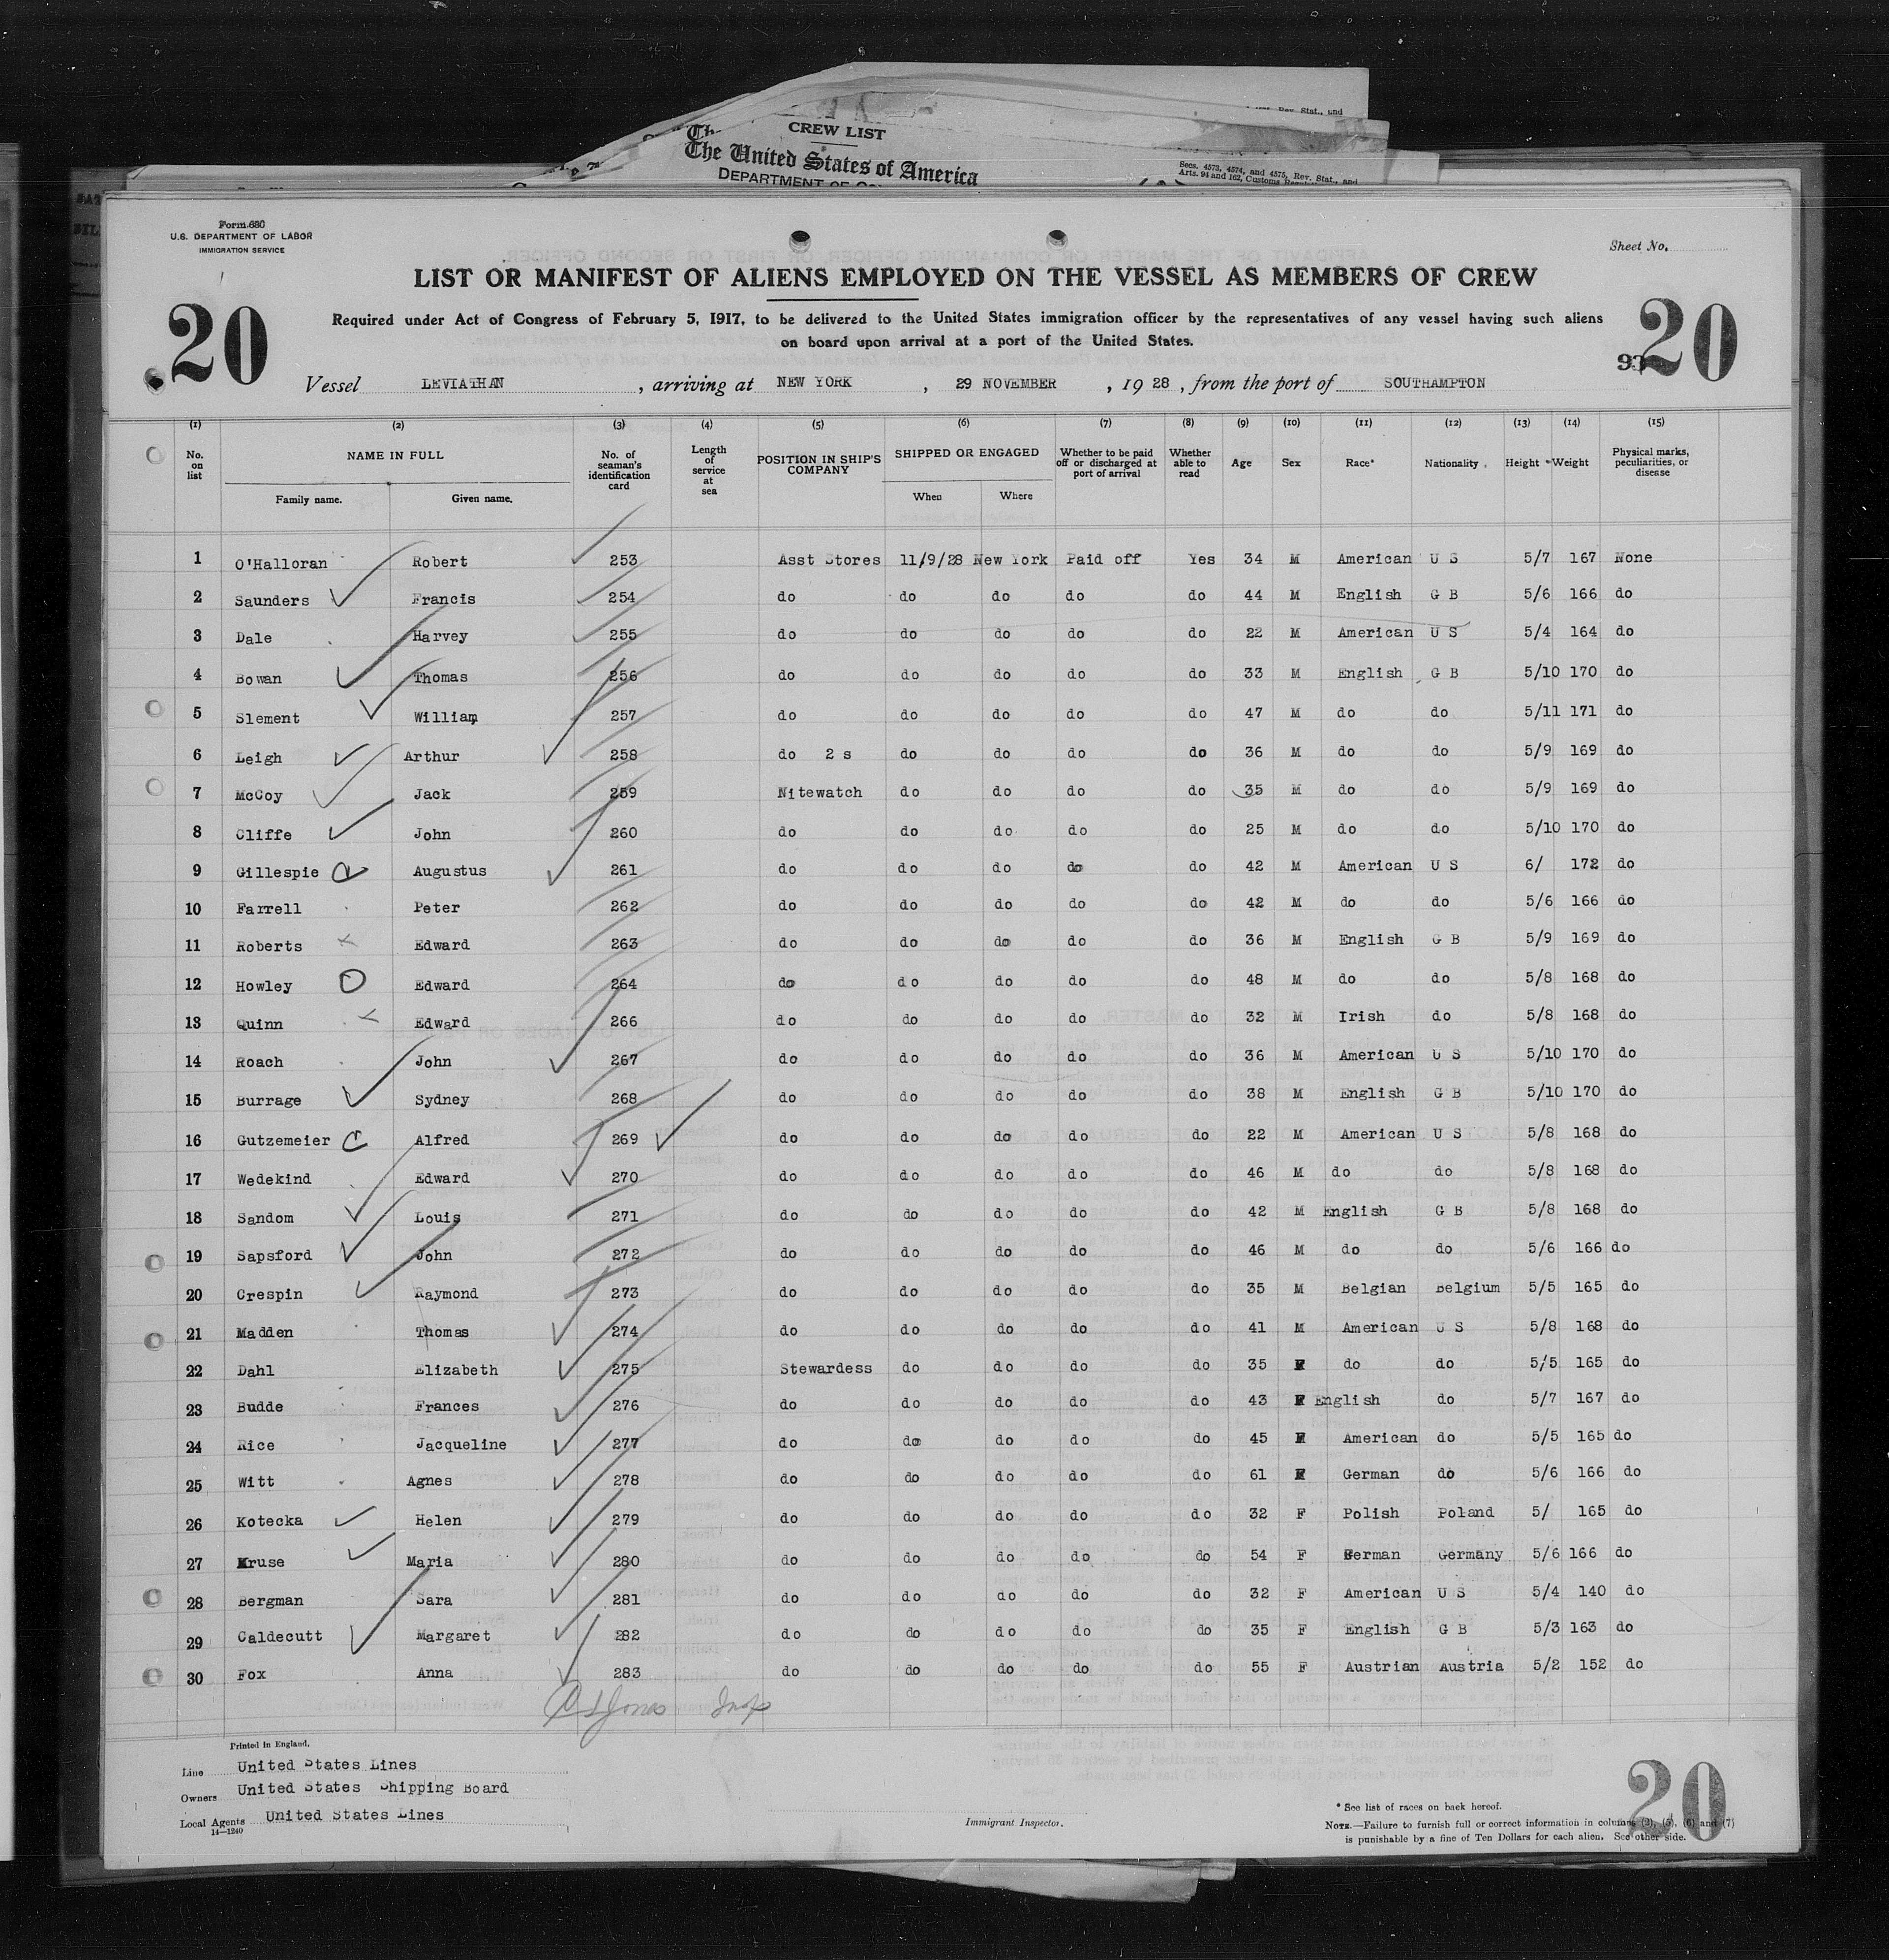 CREW LIST
The United States of America
DEPARTMENT OF
Secs. 4573, 4574, and 4575, Rev. Stat., and
Arts. 94 and 162, Customs
Form 680
U.S. DEPARTMENT OF LABOR
IMMIGRATION SERVICE
Sheet No.
LIST OR MANIFEST OF ALIENS EMPLOYED ON THE VESSEL AS MEMBERS OF CREW
20 20
Required under Act of Congress of February 5, 1917, to be delivered to the United States immigration officer by the representatives of any vessel having such aliens
on board upon arrival at a port of the United States.
93
Vessel LEVIATHAN , arriving at NEW YORK , 29 NOVEMBER , 19 28 , from the port of SOUTHAMPTON
(1) (2) (3) (4) (5) (6) (7) (8) (9) (10) (11) (12) (13) (14) (15)
No. on list NAME IN FULL Family name. Given name. No. of seaman's identification card Length of service at sea POSITION IN SHIP'S COMPANY SHIPPED OR ENGAGED When Where Whether to be paid off or discharged at port of arrival Whether able to read Age Sex Race* Nationality Height Weight Physical marks, peculiarities, or disease
1 O'Halloran Robert 253 Asst Stores 11/9/28 New York Paid off Yes 34 M American U S 5/7 167 None
2 Saunders Francis 254 do do do do do 44 M English G B 5/6 166 do
3 Dale Harvey 255 do do do do do 22 M American U S 5/4 164 do
4 Bowan Thomas 256 do do do do do 33 M English G B 5/10 170 do
5 Slement William 257 do do do do do 47 M do do 5/11 171 do
6 Leigh Arthur 258 do 2 s do do do do 36 M do do 5/9 169 do
7 McCoy Jack 259 Nitewatch do do do do 35 M do do 5/9 169 do
8 Cliffe John 260 do do do do do 25 M do do 5/10 170 do
9 Gillespie Augustus 261 do do do do do 42 M American U S 6/ 172 do
10 Farrell Peter 262 do do do do do 42 M do do 5/6 166 do
11 Roberts Edward 263 do do do do do 36 M English G B 5/9 169 do
12 Howley Edward 264 do do do do do 48 M do do 5/8 168 do
13 Quinn Edward 266 do do do do do 32 M Irish do 5/8 168 do
14 Roach John 267 do do do do do 36 M American U S 5/10 170 do
15 Burrage Sydney 268 do do do do do 38 M English G B 5/10 170 do
16 Gutzemeier Alfred 269 do do do do do 22 M American U S 5/8 168 do
17 Wedekind Edward 270 do do do do do 46 M do do 5/8 168 do
18 Sandom Louis 271 do do do do do 42 M English G B 5/8 168 do
19 Sapsford John 272 do do do do do 46 M do do 5/6 166 do
20 Crespin Raymond 273 do do do do do 35 M Belgian Belgium 5/5 165 do
21 Madden Thomas 274 do do do do do 41 M American U S 5/8 168 do
22 Dahl Elizabeth 275 Stewardess do do do do 35 F do do 5/5 165 do
23 Budde Frances 276 do do do do do 43 F English do 5/7 167 do
24 Rice Jacqueline 277 do do do do do 45 F American do 5/5 165 do
25 Witt Agnes 278 do do do do do 61 F German do 5/6 166 do
26 Kotecka Helen 279 do do do do do 32 F Polish Poland 5/ 165 do
27 Kruse Maria 280 do do do do do 54 F German Germany 5/6 166 do
28 Bergman Sara 281 do do do do do 32 F American U S 5/4 140 do
29 Caldecutt Margaret 282 do do do do do 35 F English G B 5/3 163 do
30 Fox Anna 283 do do do do do 55 F Austrian Austria 5/2 152 do
Jones Insp
Printed in England.
Line United States Lines
Owners United States Shipping Board
Local Agents United States Lines
14—1240
Immigrant Inspector.
20
* See list of races on back hereof.
NOTE.—Failure to furnish full or correct information in columns (2), (5), (6) and (7)
is punishable by a fine of Ten Dollars for each alien. See other side.